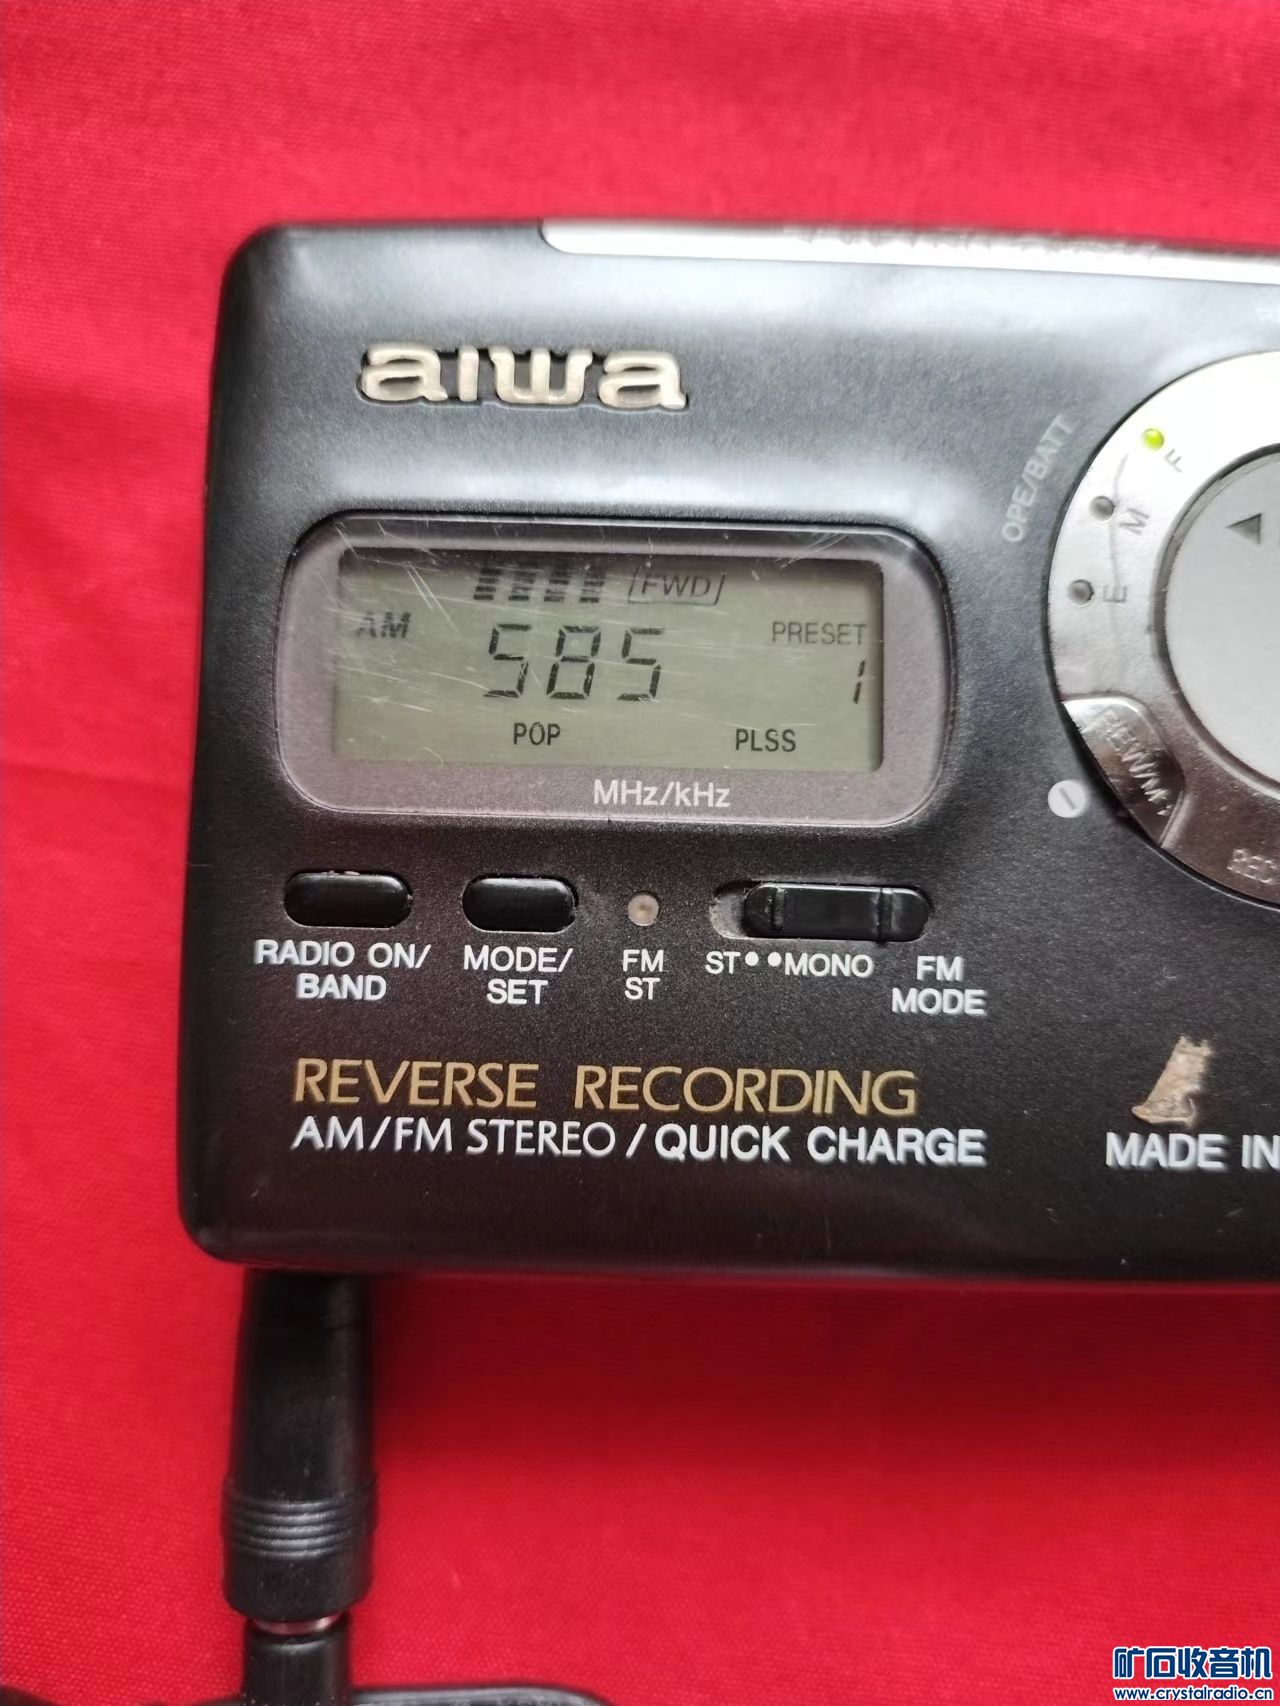 aiwa
OPE/BATT
F
M
E
FWD
AM
585
PRESET
1
POP
PLSS
MHz/kHz
REW/M
REC
RADIO ON/
BAND
MODE/
SET
FM
ST
ST••MONO
FM
MODE
REVERSE RECORDING
AM/FM STEREO/QUICK CHARGE
MADE IN
矿石收音机
www.crystalradio.cn